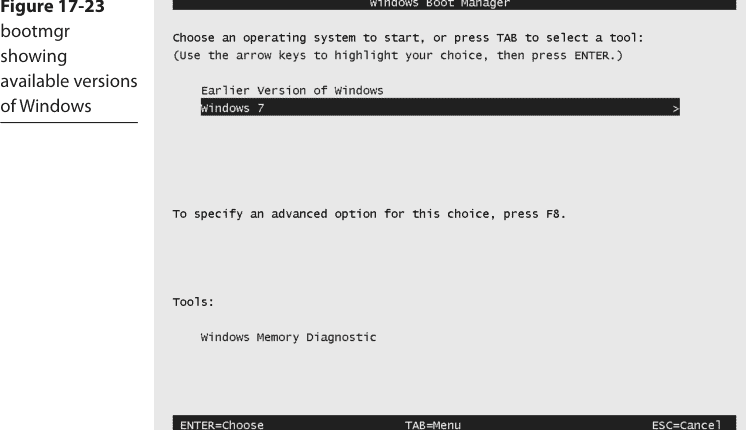 Figure 17-23
bootmgr
showing
available versions
of Windows
Windows Boot Manager
Choose an operating system to start, or press TAB to select a tool:
(Use the arrow keys to highlight your choice, then press ENTER.)
Earlier Version of Windows
Windows 7 >
To specify an advanced option for this choice, press F8.
Tools:
Windows Memory Diagnostic
ENTER=Choose TAB=Menu ESC=Cancel